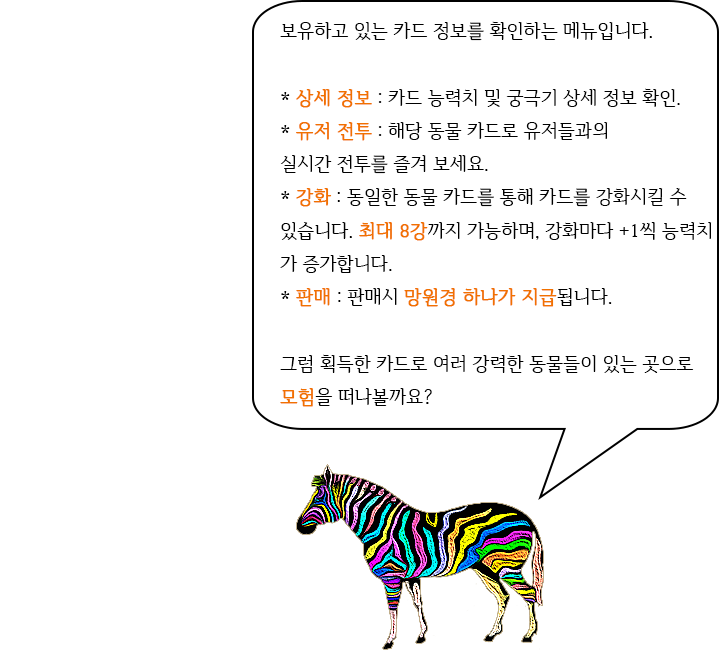 보유하고 있는 카드 정보를 확인하는 메뉴입니다.
* 상세 정보 : 카드 능력치 및 궁극기 상세 정보 확인.
* 유저 전투 : 해당 동물 카드로 유저들과의
실시간 전투를 즐겨 보세요.
* 강화 : 동일한 동물 카드를 통해 카드를 강화시킬 수
있습니다. 최대 8강까지 가능하며, 강화마다 +1씩 능력치
가 증가합니다.
* 판매 : 판매시 망원경 하나가 지급됩니다.
그럼 획득한 카드로 여러 강력한 동물들이 있는 곳으로
모험을 떠나볼까요?